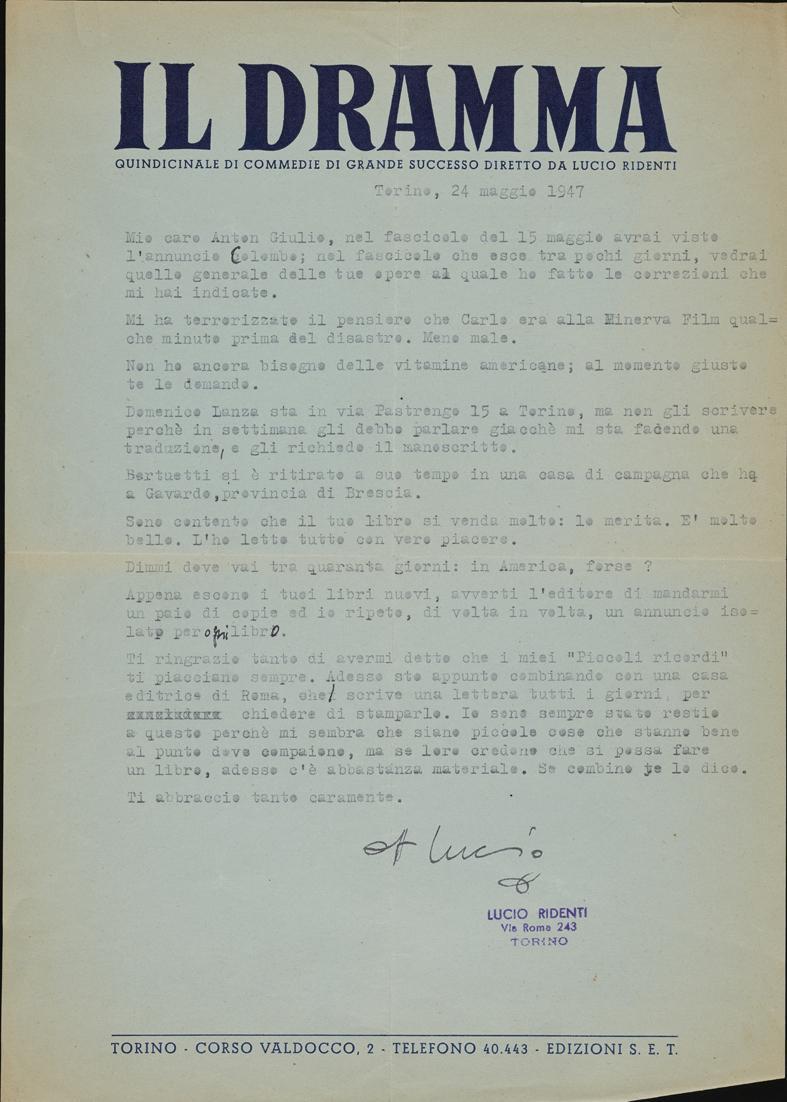 IL DRAMMA
QUINDICINALE DI COMMEDIE DI GRANDE SUCCESSO DIRETTO DA LUCIO RIDENTI
Torino, 24 maggio 1947
Mio caro Anton Giulio, nel fascicolo del 15 maggio avrai visto
l'annuncio Colombo; nel fascicolo che esce tra pochi giorni, vedrai
quello generale delle tue opere al quale ho fatto le correzioni che
mi hai indicate.
Mi ha terrorizzato il pensiero che Carlo era alla Minerva Film qual=
che minuto prima del disastro. Meno male.
Non ho ancora bisogno delle vitamine americane; al momento giusto
te le domando.
Domenico Lanza sta in via Pastrengo 15 a Torino, ma non gli scrivere
perchè in settimana gli debbo parlare giacchè mi sta facendo una
traduzione, e gli richiedo il manoscritto.
Bertuetti si è ritirato a suo tempo in una casa di campagna che ha
a Gavardo, provincia di Brescia.
Sono contento che il tuo libro si venda molto: lo merita. E' molto
bello. L'ho letto tutto con vero piacere.
Dimmi dove vai tra quaranta giorni: in America, forse ?
Appena escono i tuoi libri nuovi, avverti l'editore di mandarmi
un paio di copie ed io ripeto, di volta in volta, un annuncio iso=
lato per ogni libro.
Ti ringrazio tanto di avermi detto che i miei "Piccoli ricordi"
ti piacciano sempre. Adesso sto appunto combinando con una casa
editrice di Roma, che scrive una lettera tutti i giorni, per
chiedere di stamparlo. Io sono sempre stato restio
a questo perchè mi sembra che siano piccole cose che stanno bene
al punto dove compaiono, ma se loro credono che si possa fare
un libro, adesso c'è abbastanza materiale. Se combino te lo dico.
Ti abbraccio tanto caramente.
Lucio
LUCIO RIDENTI
Via Roma 243
TORINO
TORINO - CORSO VALDOCCO, 2 - TELEFONO 40.443 - EDIZIONI S. E. T.